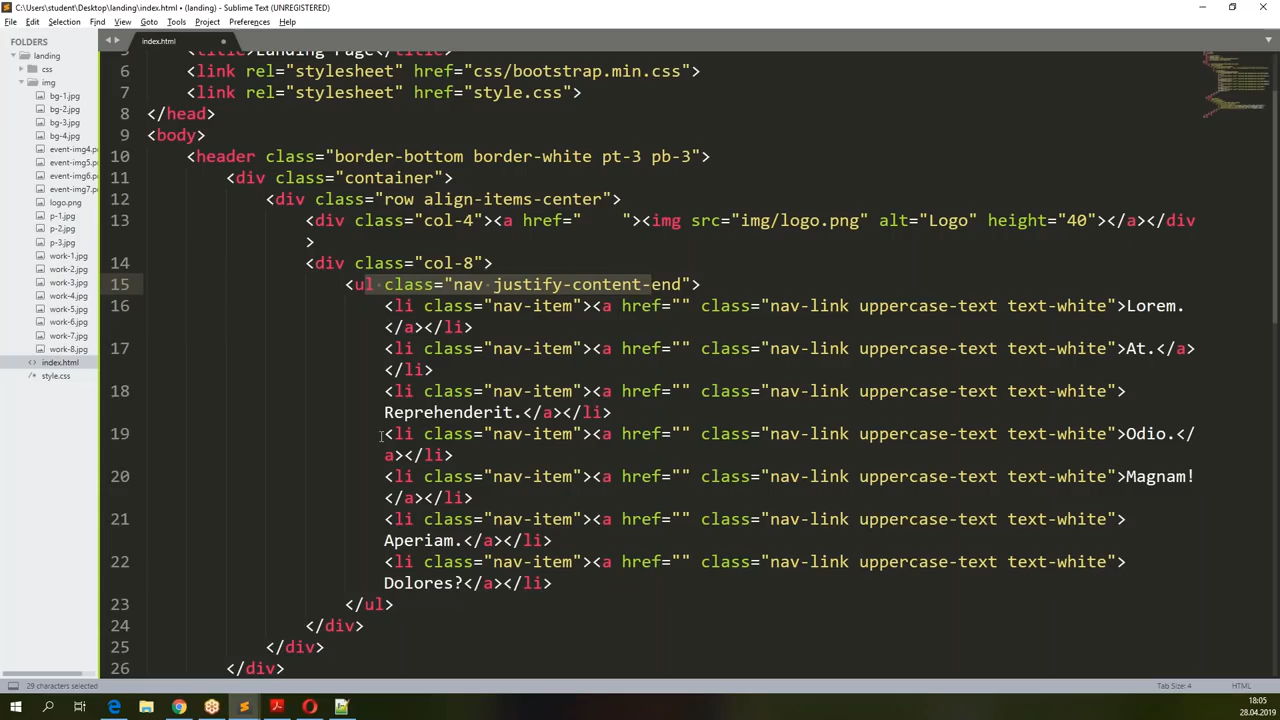 C:\Users\student\Desktop\landing\index.html • (landing) - Sublime Text (UNREGISTERED)
File Edit Selection Find View Goto Tools Project Preferences Help
FOLDERS
landing
css
img
bg-1.jpg
bg-2.jpg
bg-3.jpg
bg-4.jpg
event-img4.p
event-img5.p
event-img6.p
event-img7.p
logo.png
p-1.jpg
p-2.jpg
p-3.jpg
work-1.jpg
work-2.jpg
work-3.jpg
work-4.jpg
work-5.jpg
work-6.jpg
work-7.jpg
work-8.jpg
index.html
style.css
index.html
5 <title>Landing Page</title>
6 <link rel="stylesheet" href="css/bootstrap.min.css">
7 <link rel="stylesheet" href="style.css">
8 </head>
9 <body>
10 <header class="border-bottom border-white pt-3 pb-3">
11 <div class="container">
12 <div class="row align-items-center">
13 <div class="col-4"><a href="    "><img src="img/logo.png" alt="Logo" height="40"></a></div
>
14 <div class="col-8">
15 <ul class="nav justify-content-end">
16 <li class="nav-item"><a href="" class="nav-link uppercase-text text-white">Lorem.
</a></li>
17 <li class="nav-item"><a href="" class="nav-link uppercase-text text-white">At.</a>
</li>
18 <li class="nav-item"><a href="" class="nav-link uppercase-text text-white">
Reprehenderit.</a></li>
19 <li class="nav-item"><a href="" class="nav-link uppercase-text text-white">Odio.</
a></li>
20 <li class="nav-item"><a href="" class="nav-link uppercase-text text-white">Magnam!
</a></li>
21 <li class="nav-item"><a href="" class="nav-link uppercase-text text-white">
Aperiam.</a></li>
22 <li class="nav-item"><a href="" class="nav-link uppercase-text text-white">
Dolores?</a></li>
23 </ul>
24 </div>
25 </div>
26 </div>
29 characters selected
Tab Size: 4
HTML
18:05
28.04.2019